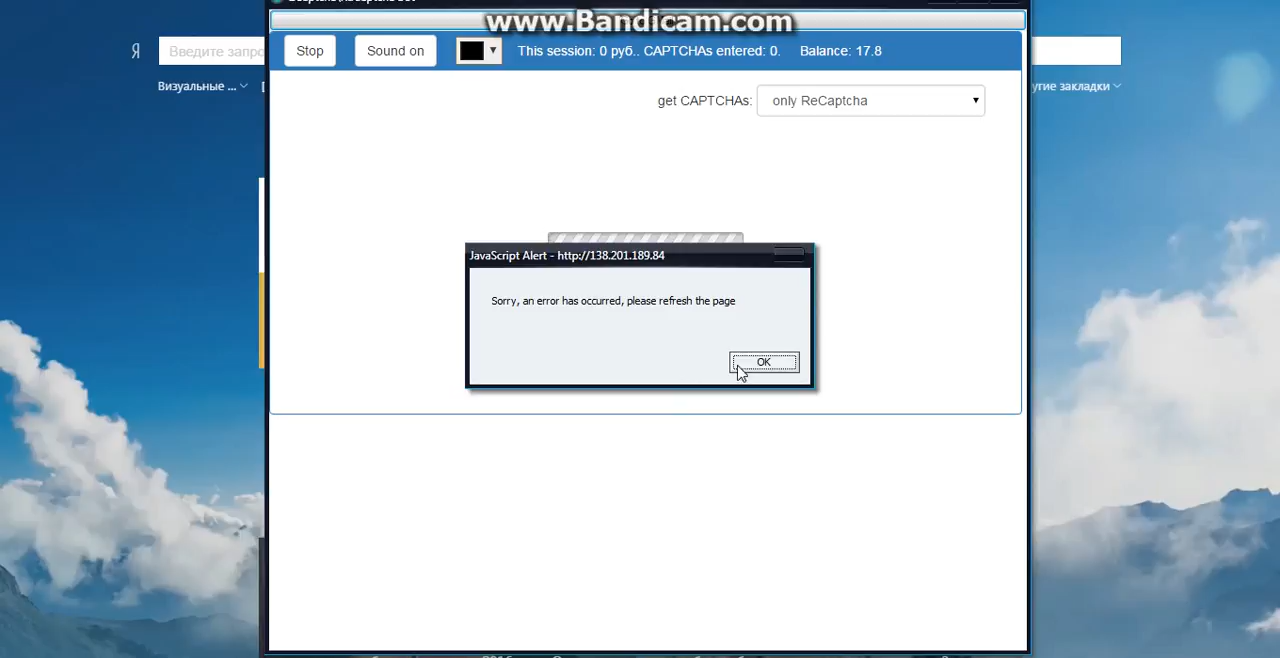 www.Bandicam.com
Я
Введите запро
Stop
Sound on
This session: 0 руб.. CAPTCHAs entered: 0.
Balance: 17.8
Визуальные ...
угие закладки
get CAPTCHAs:
only ReCaptcha
JavaScript Alert - http://138.201.189.84
Sorry, an error has occurred, please refresh the page
OK